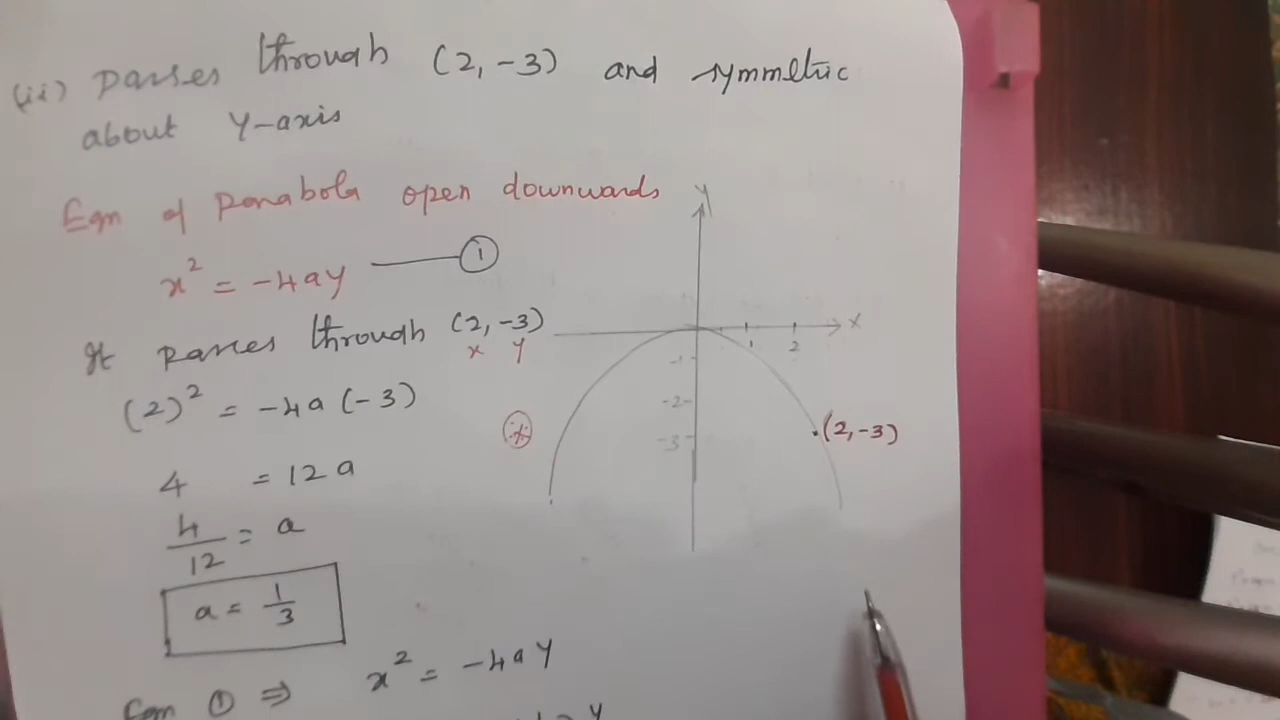 (ii) passes through (2, -3) and symmetric
about Y-axis
Eqn of parabola open downwards
x² = -4ay ——— ①
It passes through (2, -3)
x y
(2)² = -4a (-3)
4 = 12a
4/12 = a
a = 1/3
Eqn ① ⇒ x² = -4ay
y
x
1 2
-1
-2
-3
(2, -3)